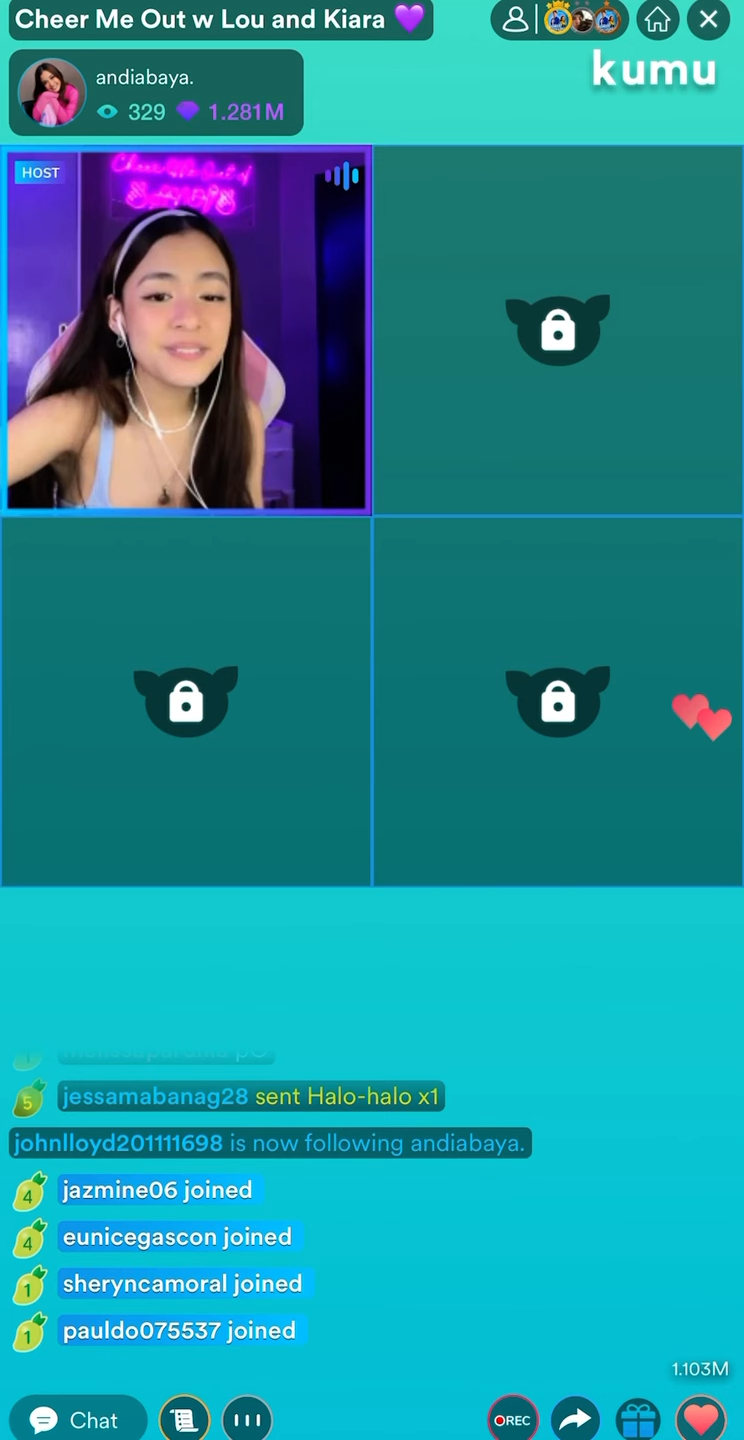 Cheer Me Out w Lou and Kiara 💜
kumu
andiabaya.
329 1.281M
HOST
jessamabanag28 sent Halo-halo x1
5
johnlloyd201111698 is now following andiabaya.
4
jazmine06 joined
4
eunicegascon joined
1
sheryncamoral joined
1
pauldo075537 joined
1.103M
Chat
REC